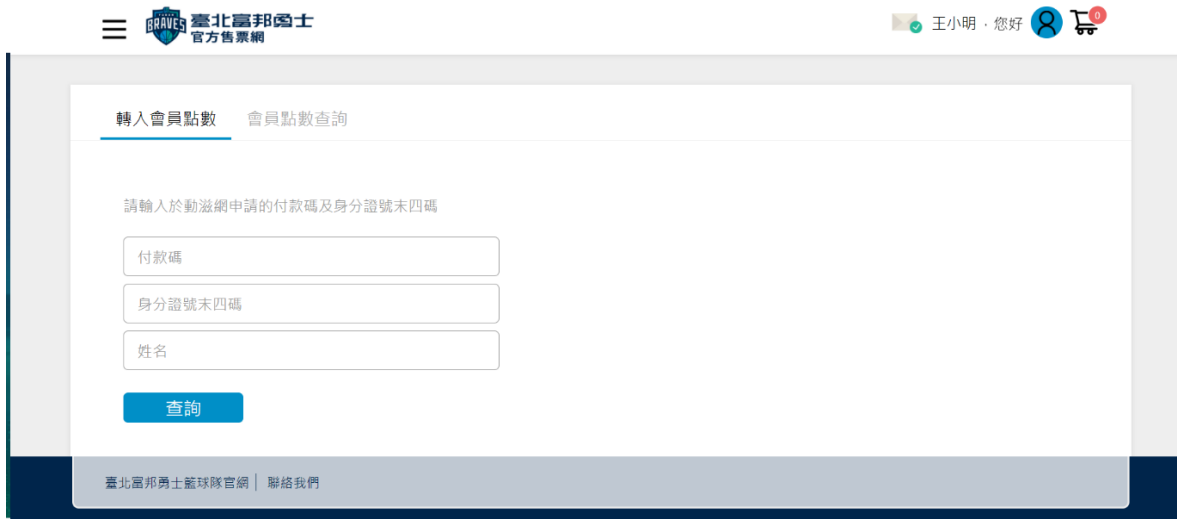 BRAVES
臺北富邦勇士
官方售票網
王小明，您好
0
轉入會員點數 會員點數查詢
請輸入於動滋網申請的付款碼及身分證號末四碼
付款碼
身分證號末四碼
姓名
查詢
臺北富邦勇士籃球隊官網│ 聯絡我們